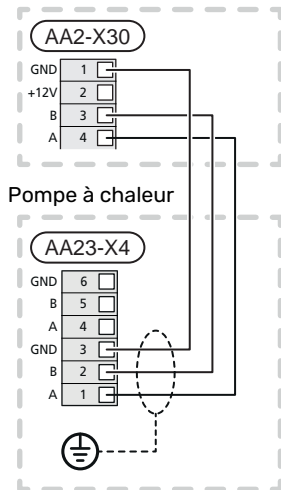 AA2-X30
GND 1
+12V 2
B 3
A 4
Pompe à chaleur
AA23-X4
GND 6
B 5
A 4
GND 3
B 2
A 1